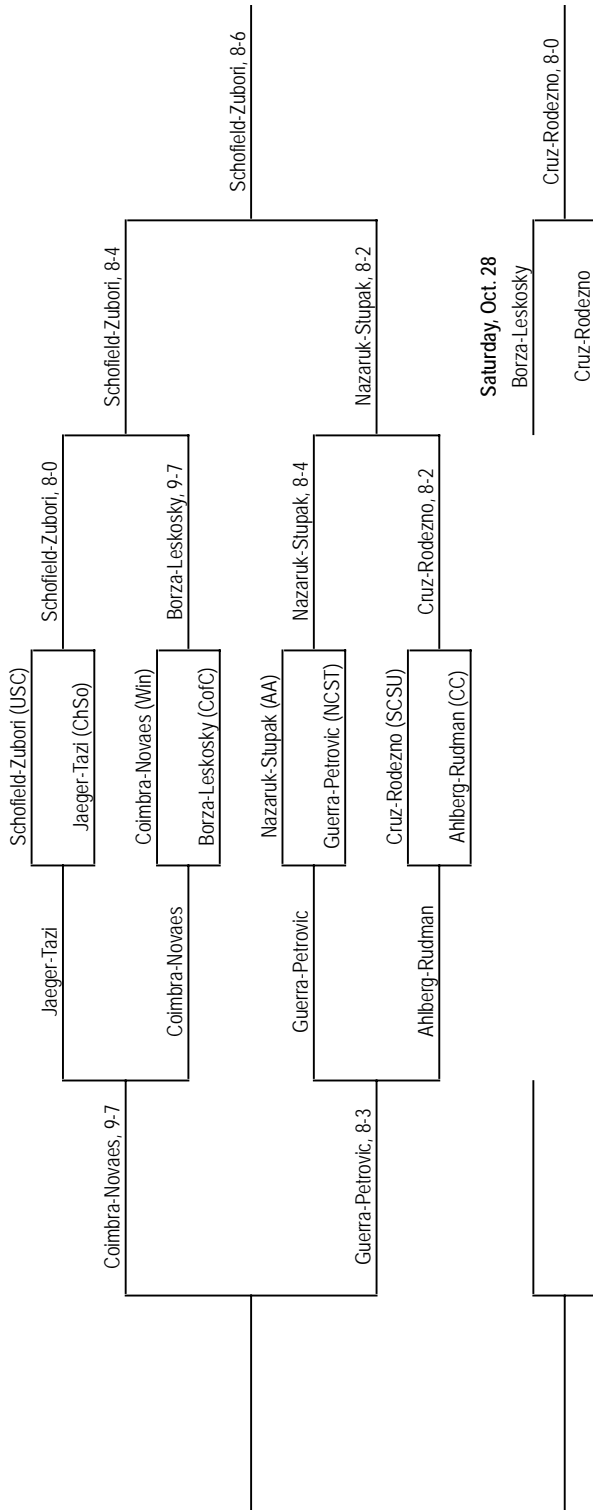 Schofield-Zubori, 8-6
Cruz-Rodezno, 8-0
Schofield-Zubori, 8-4
Nazaruk-Stupak, 8-2
Saturday, Oct. 28
Borza-Leskosky
Cruz-Rodezno
Schofield-Zubori, 8-0
Borza-Leskosky, 9-7
Nazaruk-Stupak, 8-4
Cruz-Rodezno, 8-2
Schofield-Zubori (USC)
Jaeger-Tazi (ChSo)
Coimbra-Novaes (Win)
Borza-Leskosky (CofC)
Nazaruk-Stupak (AA)
Guerra-Petrovic (NCST)
Cruz-Rodezno (SCSU)
Ahlberg-Rudman (CC)
Jaeger-Tazi
Coimbra-Novaes
Guerra-Petrovic
Ahlberg-Rudman
Coimbra-Novaes, 9-7
Guerra-Petrovic, 8-3